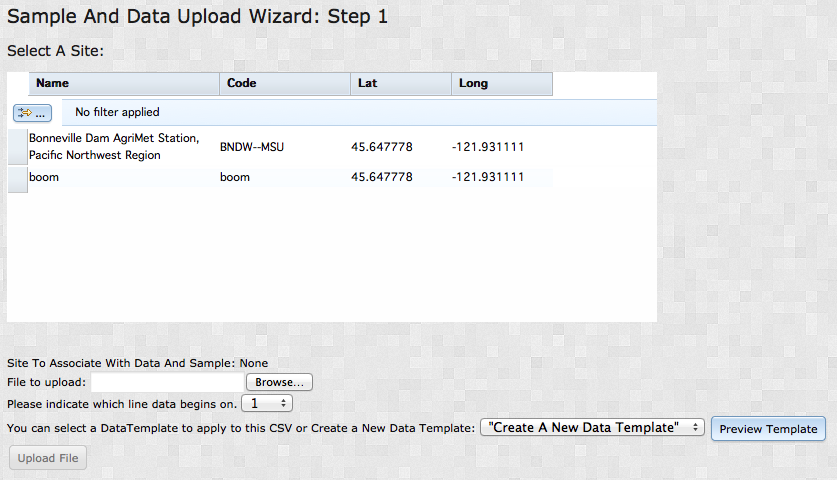 Sample And Data Upload Wizard: Step 1
Select A Site:
Name Code Lat Long
... No filter applied
Bonneville Dam AgriMet Station,
Pacific Northwest Region BNDW--MSU 45.647778 -121.931111
boom boom 45.647778 -121.931111
Site To Associate With Data And Sample: None
File to upload: Browse...
Please indicate which line data begins on. 1
You can select a DataTemplate to apply to this CSV or Create a New Data Template: "Create A New Data Template" Preview Template
Upload File